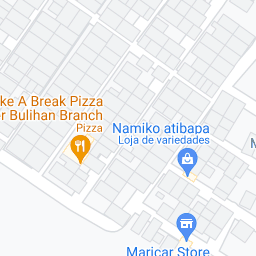 ke A Break Pizza
r Bulihan Branch
Pizza
Namiko atibapa
Loja de variedades
M
Maricar Store.